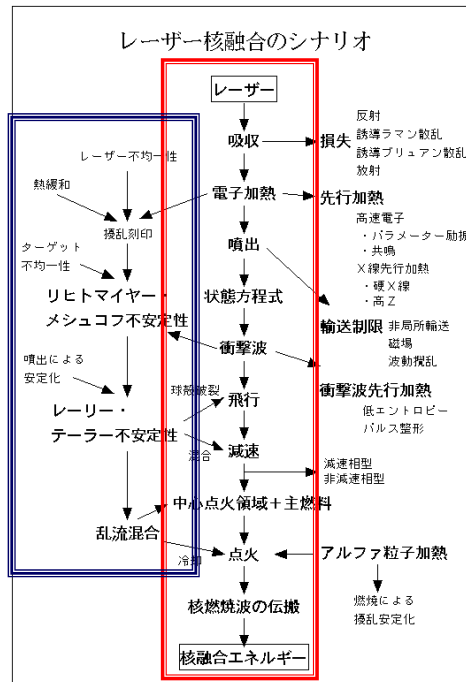 レーザー核融合のシナリオ
レーザー
吸収
電子加熱
噴出
状態方程式
衝撃波
飛行
減速
中心点火領域＋主燃料
点火
核燃焼波の伝搬
核融合エネルギー
レーザー不均一性
熱緩和
擾乱刻印
ターゲット
不均一性
リヒトマイヤー・
メシュコフ不安定性
噴出による
安定化
レーリー・
テーラー不安定性
乱流混合
球殻破裂
混合
冷却
損失
反射
誘導ラマン散乱
誘導ブリュアン散乱
放射
先行加熱
高速電子
・パラメーター励振
・共鳴
X線先行加熱
・硬X線
・高Z
輸送制限
非局所輸送
磁場
波動擾乱
衝撃波先行加熱
低エントロピー
パルス整形
減速相型
非減速相型
アルファ粒子加熱
燃焼による
擾乱安定化